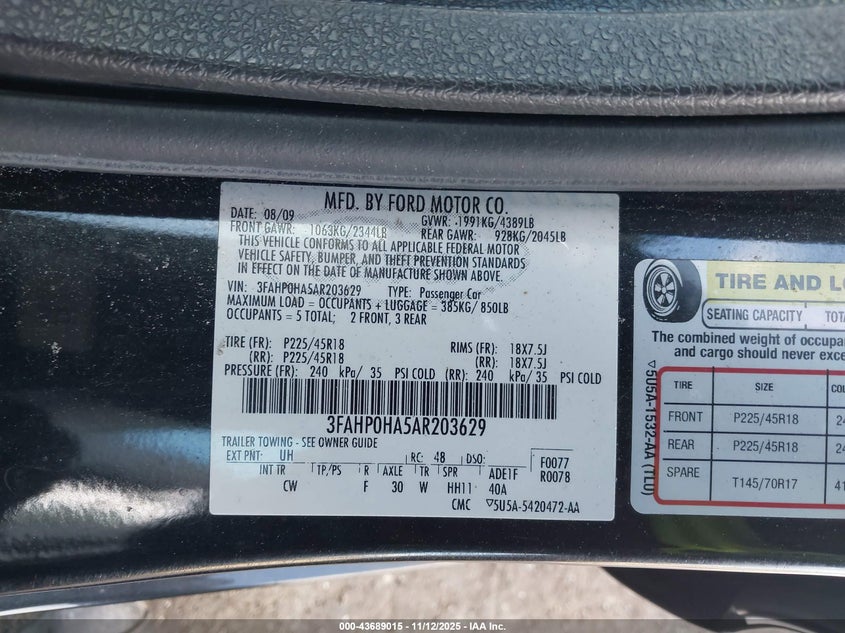 MFD. BY FORD MOTOR CO.
DATE: 08/09 GVWR: 1991KG/4389LB
FRONT GAWR: 1063KG/2344LB REAR GAWR: 928KG/2045LB
THIS VEHICLE CONFORMS TO ALL APPLICABLE FEDERAL MOTOR
VEHICLE SAFETY, BUMPER, AND THEFT PREVENTION STANDARDS
IN EFFECT ON THE DATE OF MANUFACTURE SHOWN ABOVE.
VIN: 3FAHP0HA5AR203629 TYPE: Passenger Car
MAXIMUM LOAD = OCCUPANTS + LUGGAGE = 385KG/ 850LB
OCCUPANTS = 5 TOTAL; 2 FRONT, 3 REAR
TIRE (FR): P225/45R18 RIMS (FR): 18X7.5J
(RR): P225/45R18 (RR): 18X7.5J
PRESSURE (FR): 240 kPa/ 35 PSI COLD (RR): 240 kPa/ 35 PSI COLD
3FAHP0HA5AR203629
TRAILER TOWING - SEE OWNER GUIDE
EXT PNT: UH RC: 48 DSO: F0077
INT TR TP/PS R AXLE TR SPR ADE1F R0078
CW F 30 W HH11 40A
CMC ▽5U5A-5420472-AA
TIRE AND LO
SEATING CAPACITY TOTA
The combined weight of occupa
and cargo should never exce
▽5U5A-1532-AA (TL0)
TIRE SIZE
FRONT P225/45R18 24
REAR P225/45R18 24
SPARE T145/70R17 41
000-43689015 - 11/12/2025 - IAA Inc.